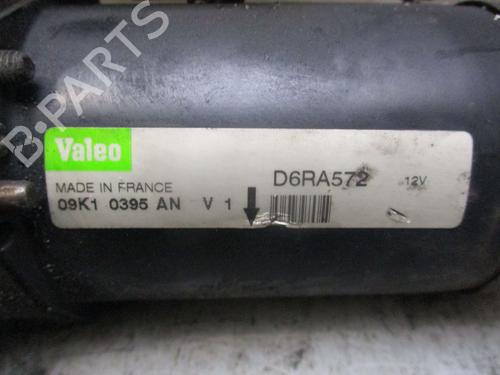 B-PARTS
Valeo
D6RA572 12V
MADE IN FRANCE
09K1 0395 AN V 1